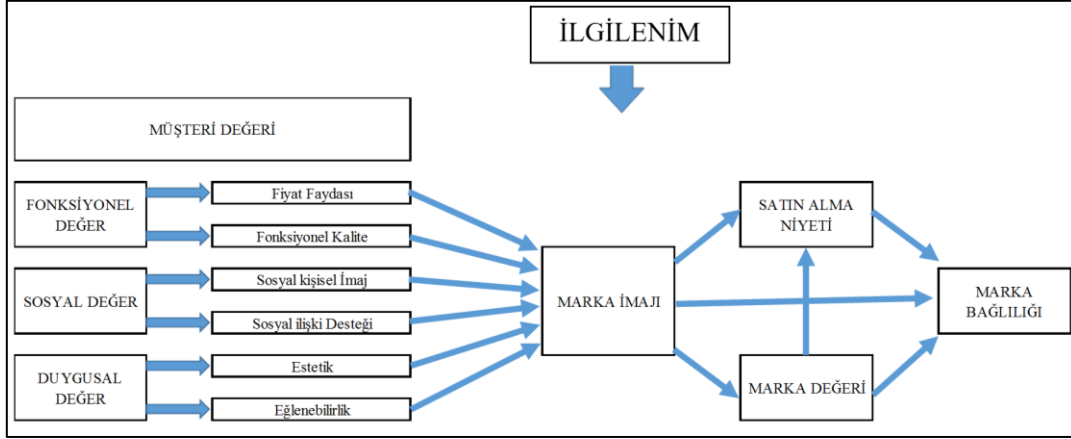 İLGİLENİM
MÜŞTERİ DEĞERİ
FONKSİYONEL
DEĞER
Fiyat Faydası
Fonksiyonel Kalite
SOSYAL DEĞER
Sosyal kişisel İmaj
Sosyal ilişki Desteği
DUYGUSAL
DEĞER
Estetik
Eğlenebilirlik
MARKA İMAJI
SATIN ALMA
NİYETİ
MARKA DEĞERİ
MARKA
BAĞLILIĞI